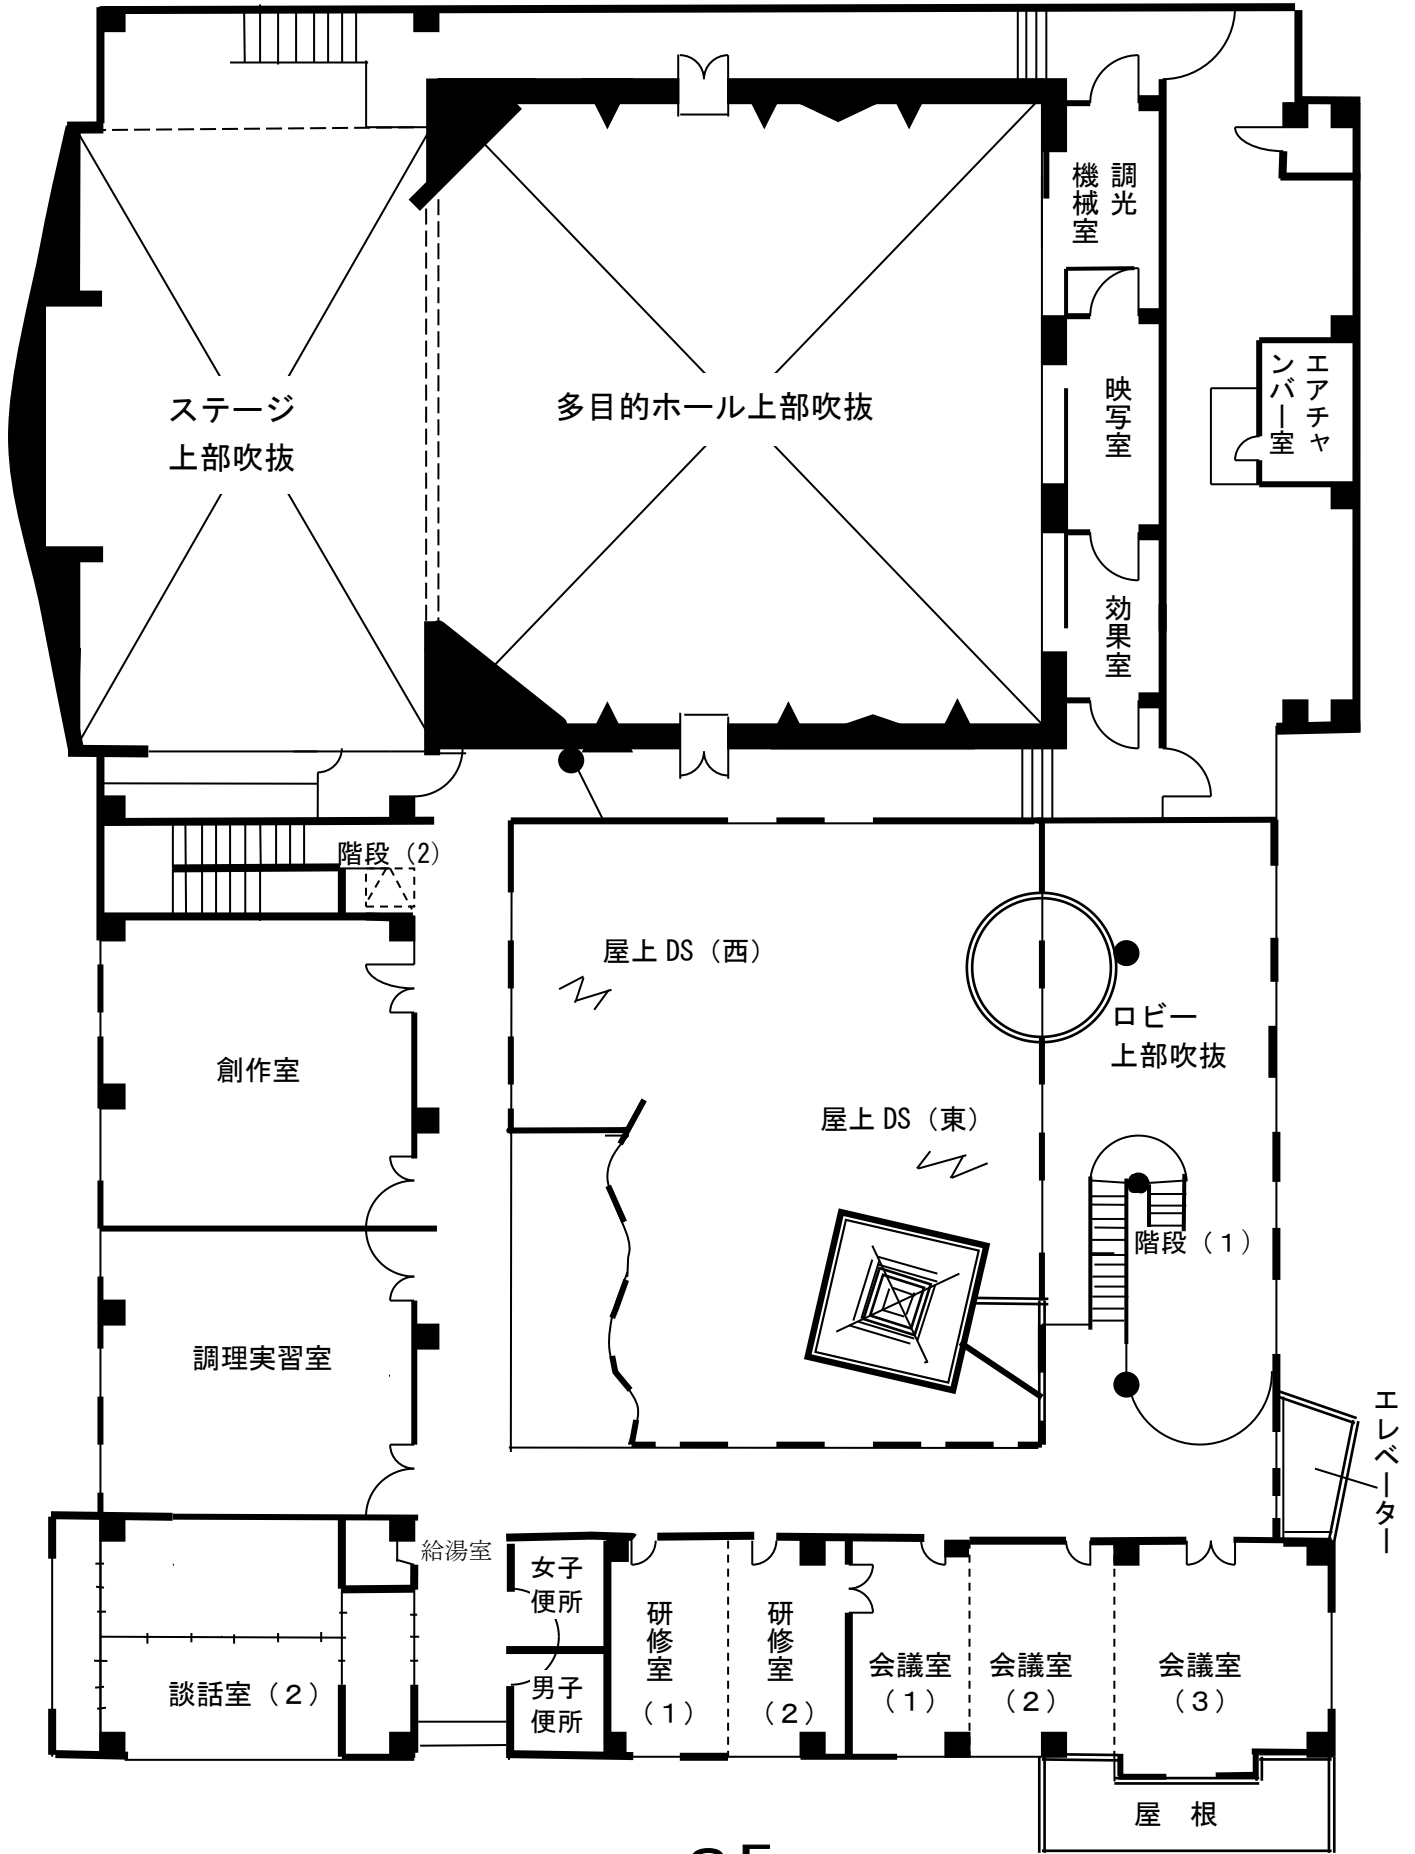 調光
機械室
エアチャ
ンバー室
ステージ
上部吹抜
多目的ホール上部吹抜
映写室
効果室
階段（2）
屋上DS（西）
ロビー
上部吹抜
創作室
屋上DS（東）
階段（1）
調理実習室
エレベーター
給湯室
女子
便所
研修室
（1）
研修室
（2）
会議室
（1）
会議室
（2）
会議室
（3）
談話室（2）
男子
便所
屋 根